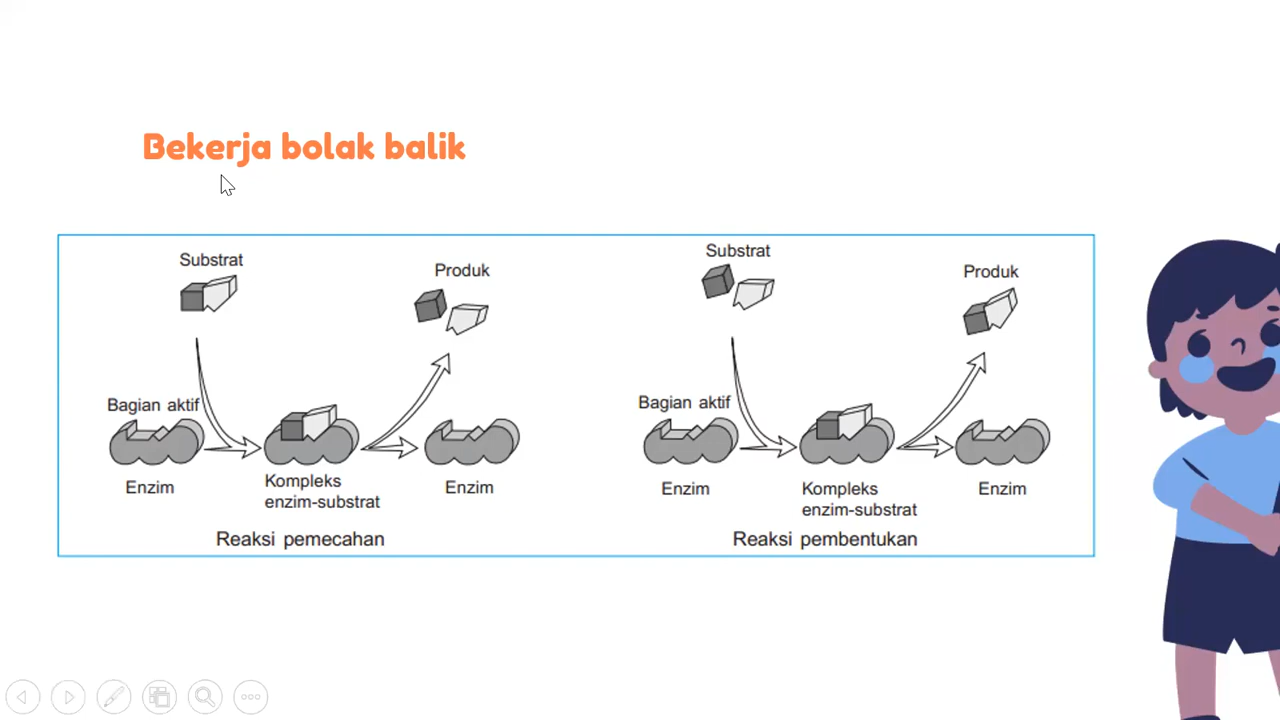 Bekerja bolak balik
Substrat
Produk
Bagian aktif
Enzim
Kompleks
enzim-substrat
Enzim
Reaksi pemecahan
Substrat
Produk
Bagian aktif
Enzim
Kompleks
enzim-substrat
Enzim
Reaksi pembentukan